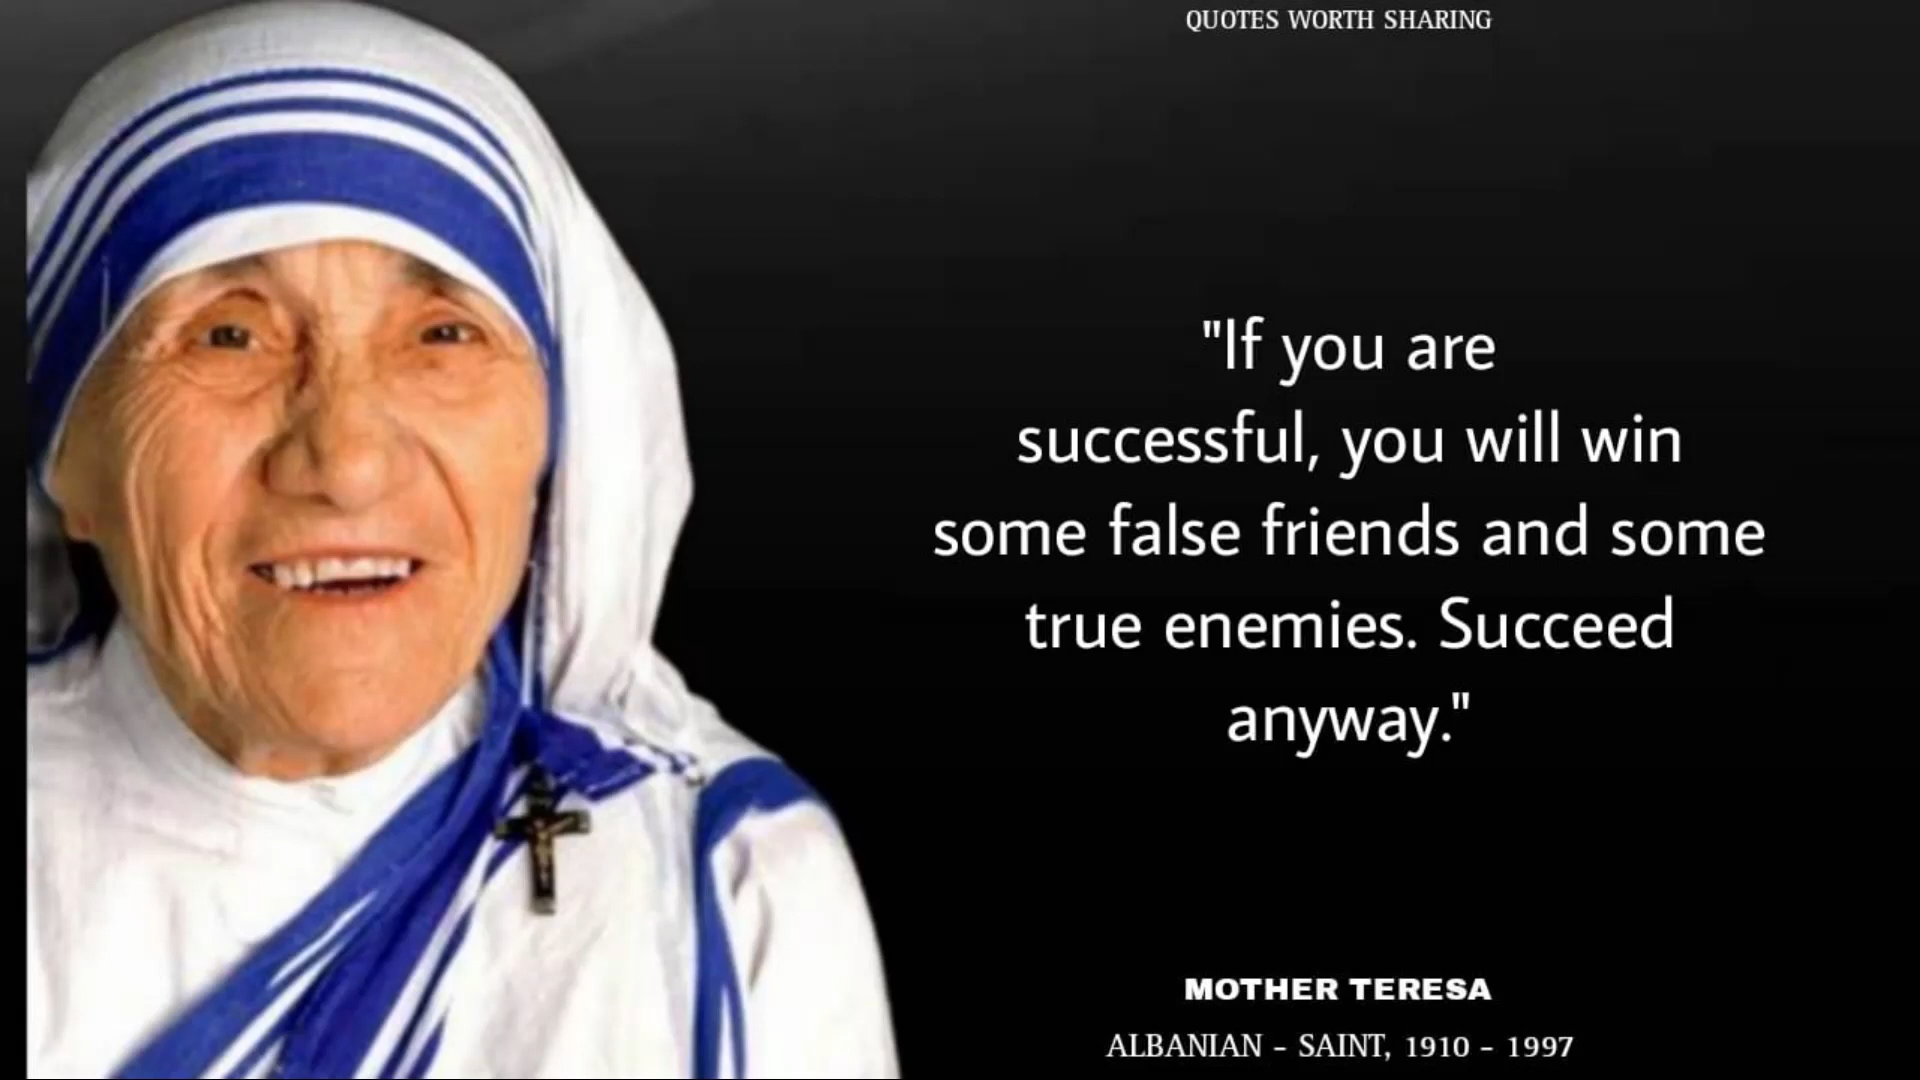 QUOTES WORTH SHARING
"If you are
successful, you will win
some false friends and some
true enemies. Succeed
anyway."
MOTHER TERESA
ALBANIAN - SAINT, 1910 - 1997